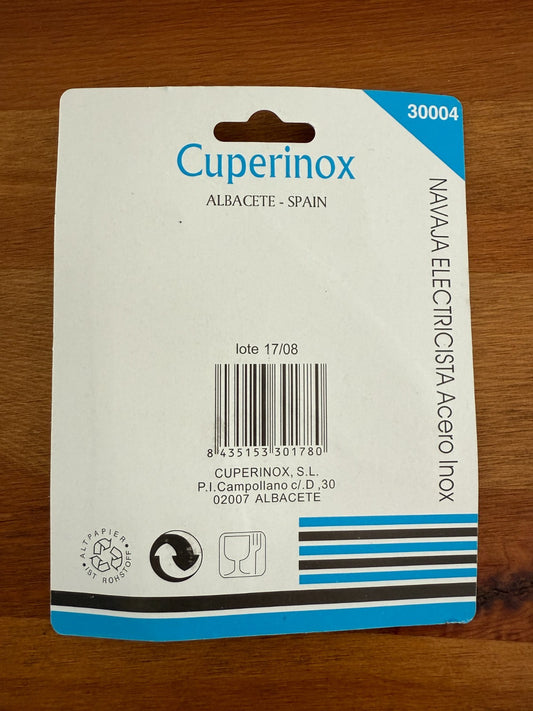 30004
Cuperinox
ALBACETE - SPAIN
NAVAJA ELECTRICISTA Acero Inox
lote 17/08
8 435153 301780
CUPERINOX, S.L.
P.I.Campollano c/.D ,30
02007 ALBACETE
• ALTPAPIER •
IST ROHSTOFF